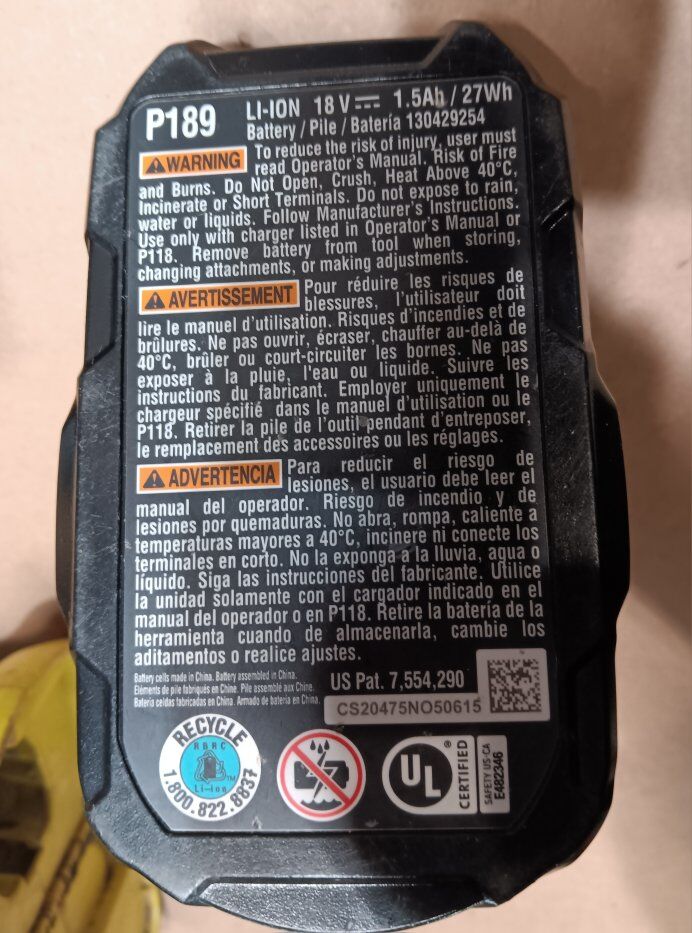 P189 LI-ION 18 V 1.5Ah / 27Wh
Battery / Pile / Batería 130429254
WARNING To reduce the risk of injury, user must
read Operator's Manual. Risk of Fire
and Burns. Do Not Open, Crush, Heat Above 40°C,
Incinerate or Short Terminals. Do not expose to rain,
water or liquids. Follow Manufacturer's Instructions.
Use only with charger listed in Operator's Manual or
P118. Remove battery from tool when storing,
changing attachments, or making adjustments.
AVERTISSEMENT Pour réduire les risques de
blessures, l'utilisateur doit
lire le manuel d'utilisation. Risques d'incendies et de
brûlures. Ne pas ouvrir, écraser, chauffer au-delà de
40°C, brûler ou court-circuiter les bornes. Ne pas
exposer à la pluie, l'eau ou liquide. Suivre les
instructions du fabricant. Employer uniquement le
chargeur spécifié dans le manuel d'utilisation ou le
P118. Retirer la pile de l'outil pendant d'entreposer,
le remplacement des accessoires ou les réglages.
ADVERTENCIA Para reducir el riesgo de
lesiones, el usuario debe leer el
manual del operador. Riesgo de incendio y de
lesiones por quemaduras. No abra, rompa, caliente a
temperaturas mayores a 40°C, incinere ni conecte los
terminales en corto. No la exponga a la lluvia, aqua o
líquido. Siga las instrucciones del fabricante. Utilice
la unidad solamente con el cargador indicado en el
manual del operador o en P118. Retire la batería de la
herramienta cuando de almacenarla, cambie los
aditamentos o realice ajustes.
Battery cells made in China. Battery assembled in China.
Eléments de pile fabriqués en Chine. Pile assemblé aux Chine.
Batería celdas fabricadas en China. Armado de batería en China.
US Pat. 7,554,290
CS20475NO50615
RECYCLE
RBRC
Li-ion
TM
1.800.822.8837
UL
®
CERTIFIED
SAFETY US-CA
E482346